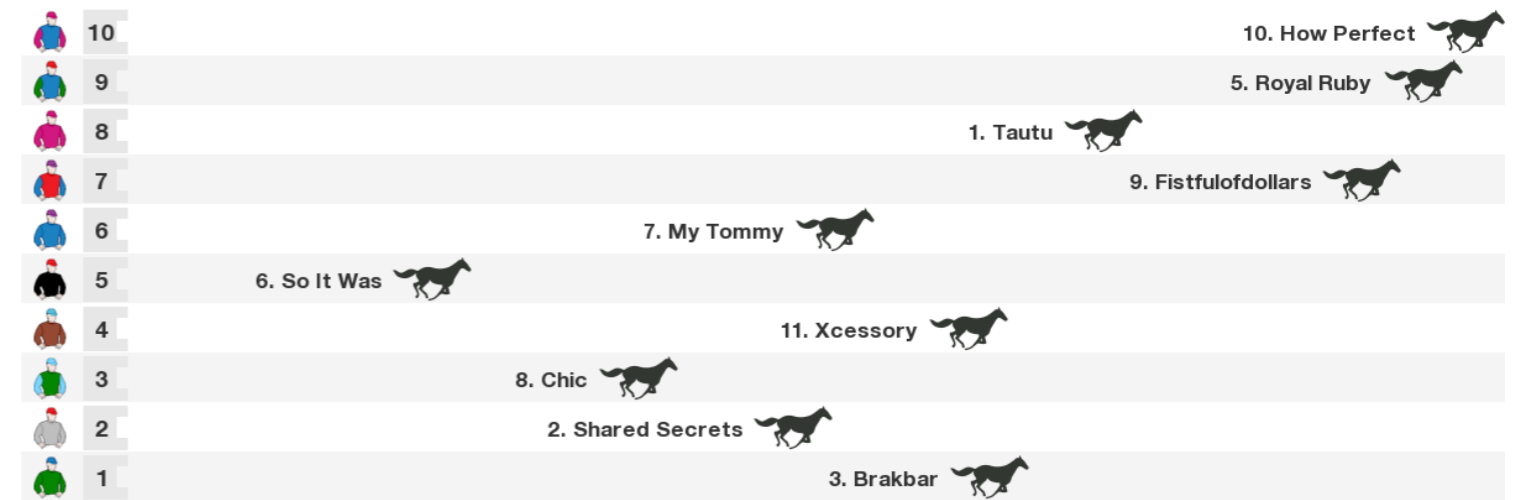 10 10. How Perfect
9 5. Royal Ruby
8 1. Tautu
7 9. Fistfulofdollars
6 7. My Tommy
5 6. So It Was
4 11. Xcessory
3 8. Chic
2 2. Shared Secrets
1 3. Brakbar